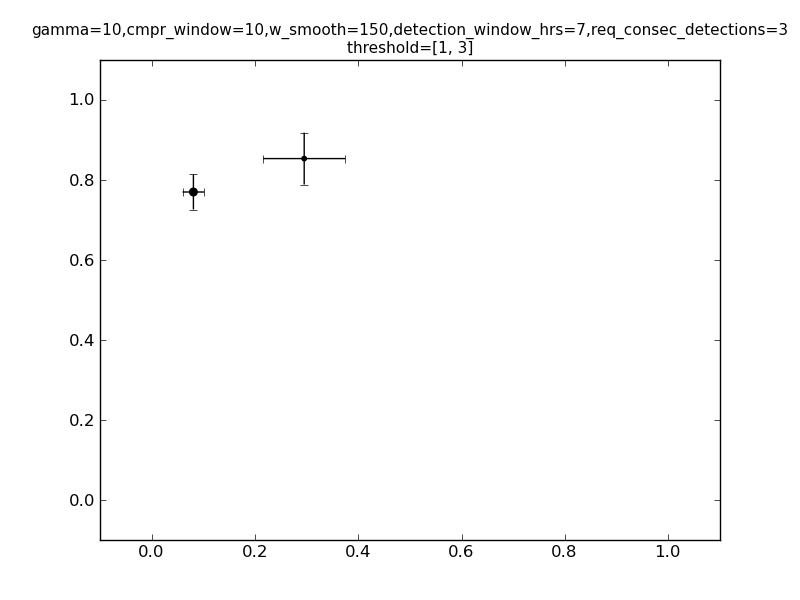 gamma=10,cmpr_window=10,w_smooth=150,detection_window_hrs=7,req_consec_detections=3
threshold=[1, 3]
1.0
0.8
0.6
0.4
0.2
0.0
0.0 0.2 0.4 0.6 0.8 1.0